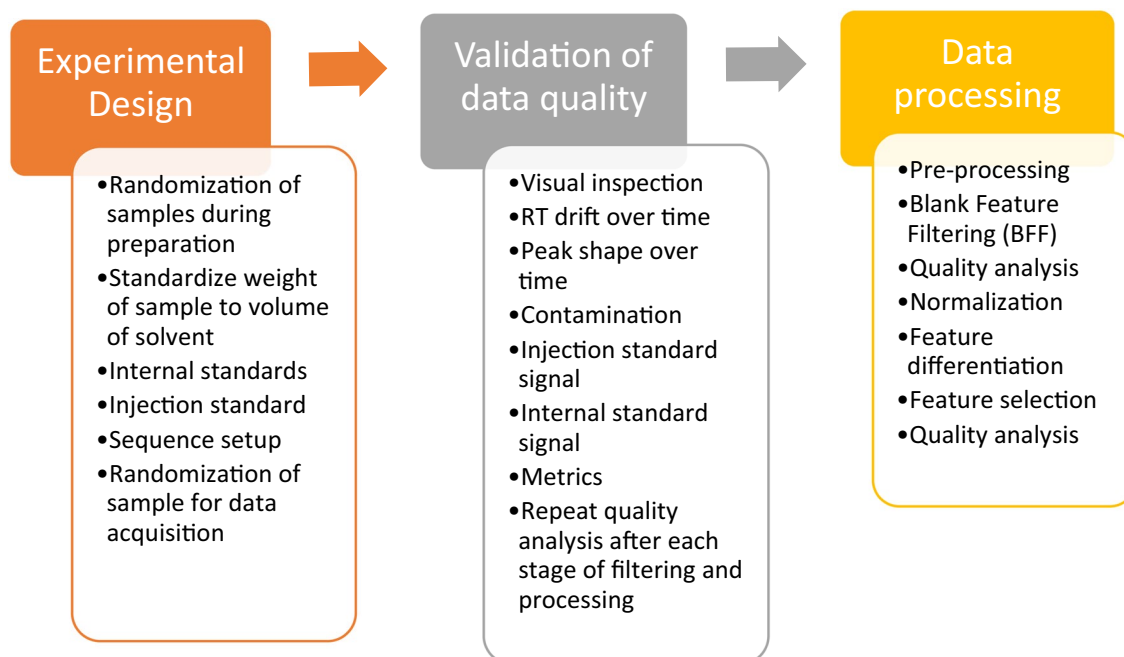 Experimental
Design
•Randomization of
samples during
preparation
•Standardize weight
of sample to volume
of solvent
•Internal standards
•Injection standard
•Sequence setup
•Randomization of
sample for data
acquisition
Validation of
data quality
•Visual inspection
•RT drift over time
•Peak shape over
time
•Contamination
•Injection standard
signal
•Internal standard
signal
•Metrics
•Repeat quality
analysis after each
stage of filtering and
processing
Data
processing
•Pre-processing
•Blank Feature
Filtering (BFF)
•Quality analysis
•Normalization
•Feature
differentiation
•Feature selection
•Quality analysis